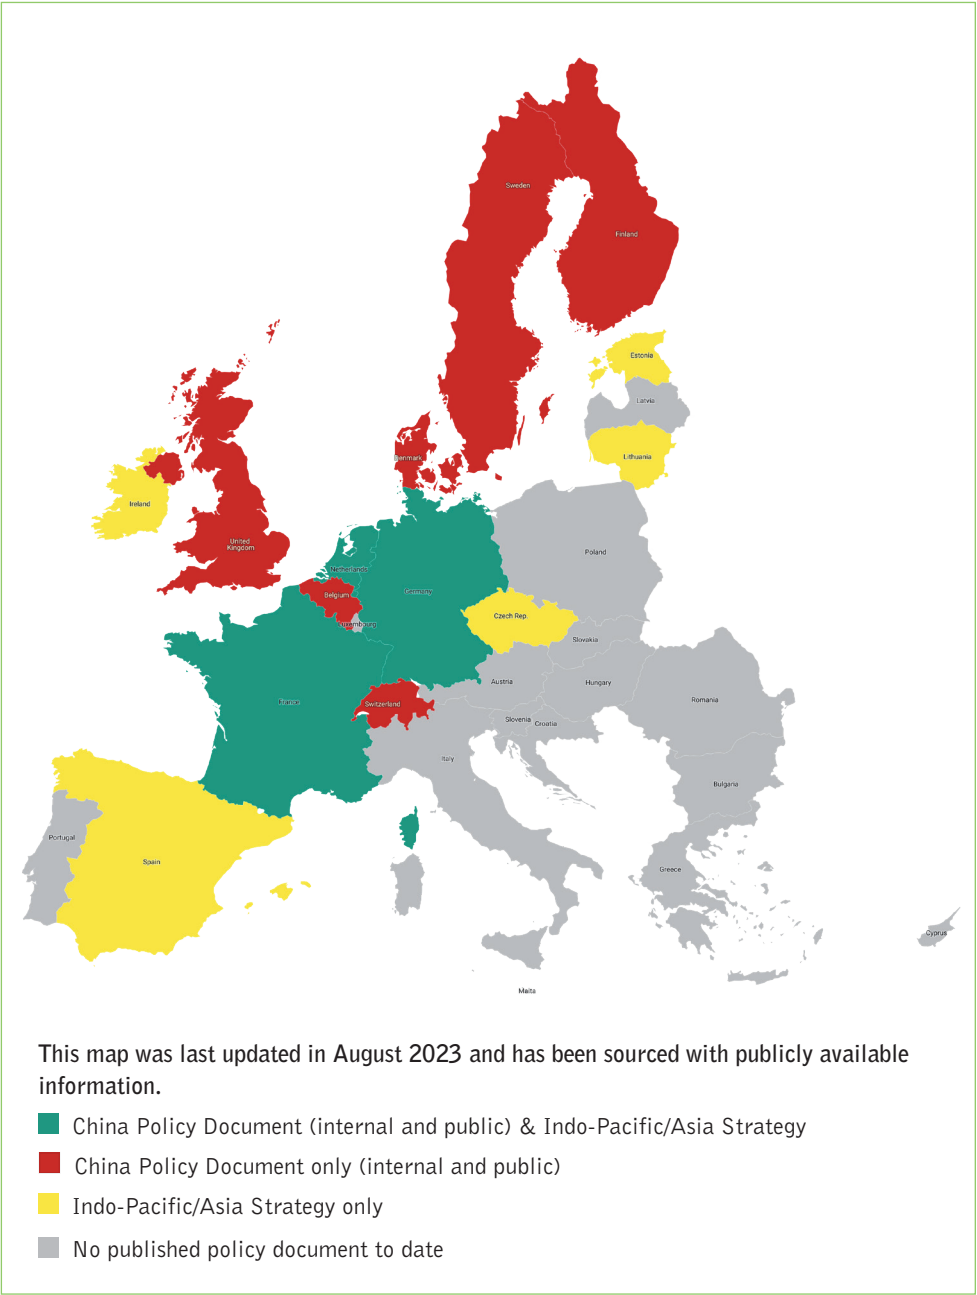 Sweden
Finland
Estonia
Latvia
Lithuania
Denmark
Ireland
United
Kingdom
Netherlands
Belgium
Germany
Luxembourg
Poland
Czech Rep.
Slovakia
Austria
Hungary
France
Switzerland
Romania
Slovenia
Croatia
Italy
Bulgaria
Portugal
Spain
Greece
Cyprus
Malta
This map was last updated in August 2023 and has been sourced with publicly available
information.
China Policy Document (internal and public) & Indo-Pacific/Asia Strategy
China Policy Document only (internal and public)
Indo-Pacific/Asia Strategy only
No published policy document to date